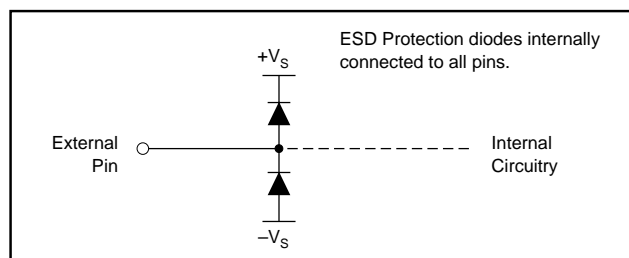 ESD Protection diodes internally
connected to all pins.
+VS
External
Pin
Internal
Circuitry
–VS